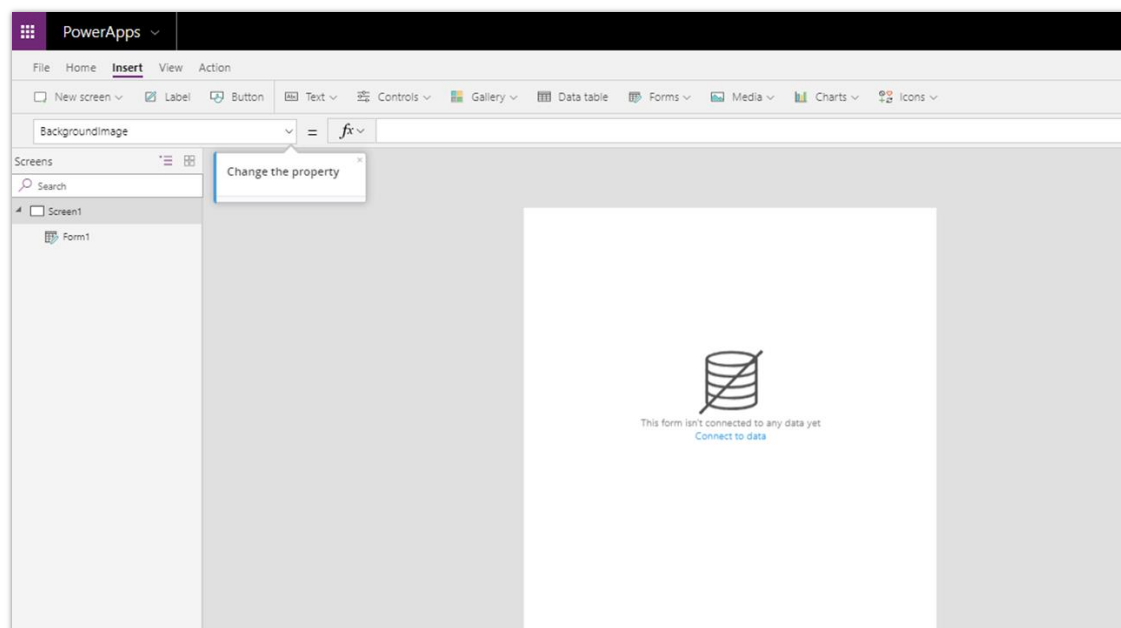 PowerApps
File Home Insert View Action
New screen Label Button Text Controls Gallery Data table Forms Media Charts Icons
BackgroundImage = fx
Screens
Change the property
Search
Screen1
Form1
This form isn't connected to any data yet
Connect to data